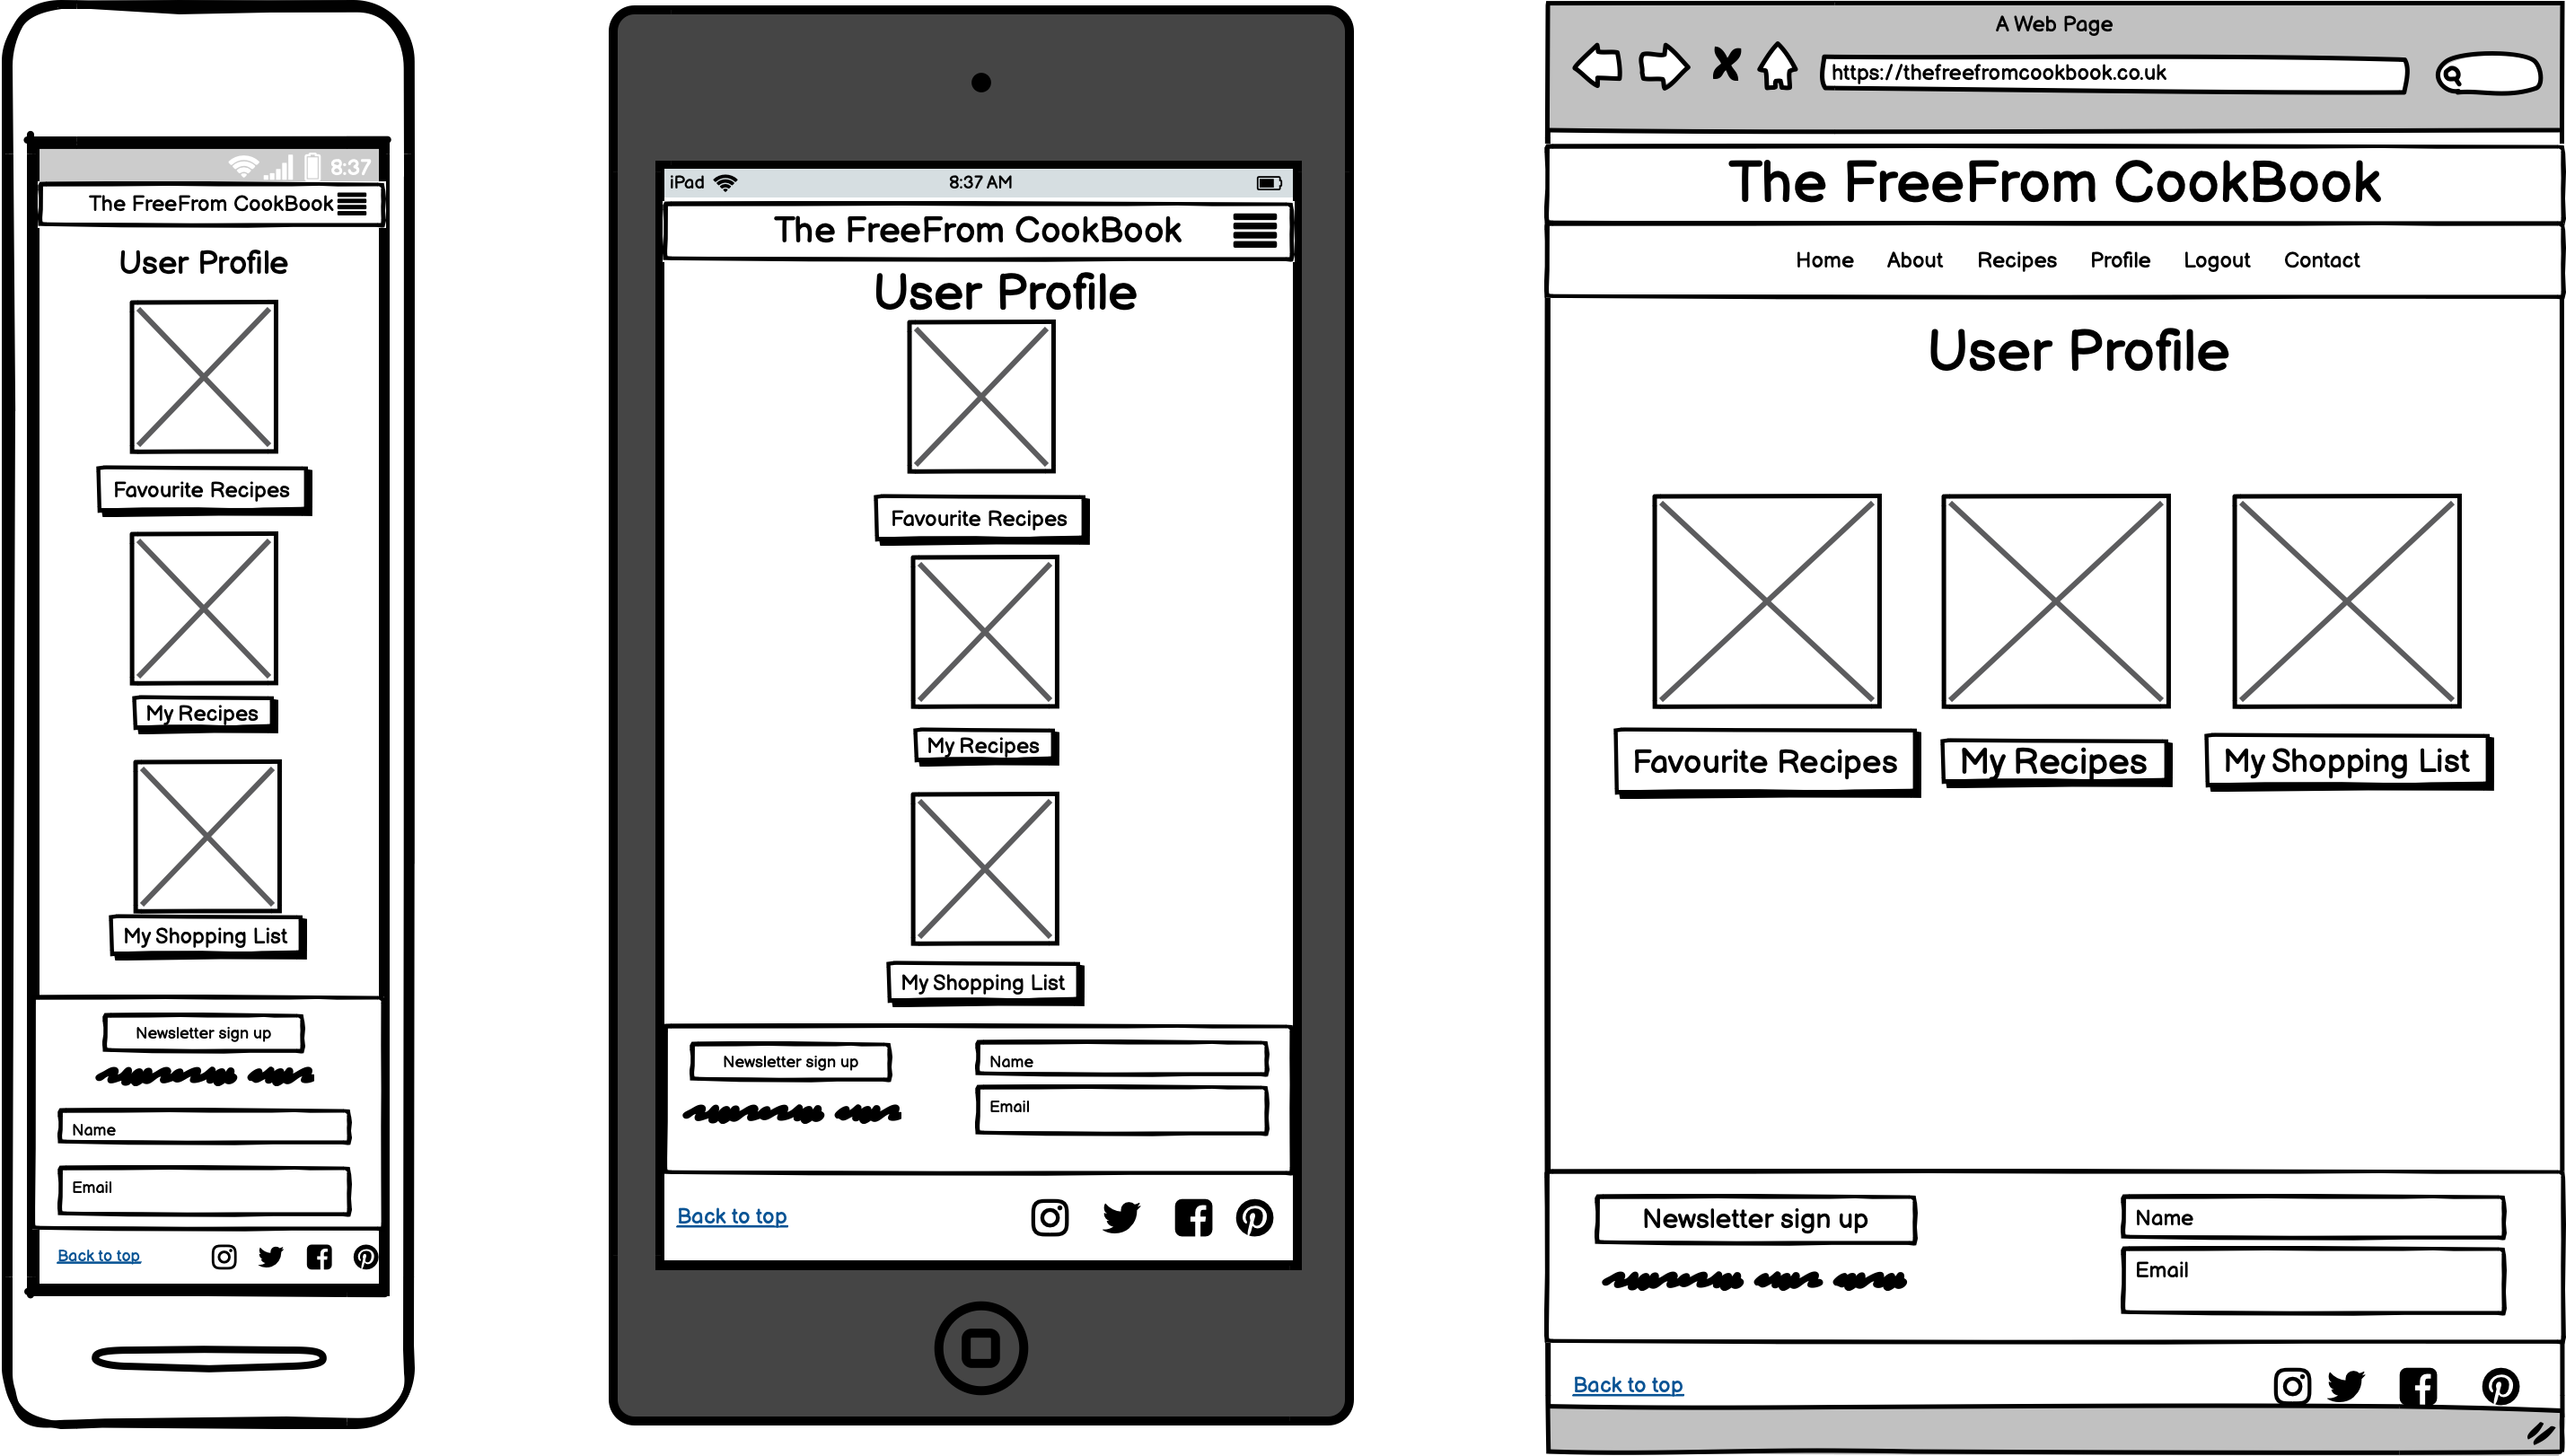 8:37
The FreeFrom CookBook
User Profile
Favourite Recipes
My Recipes
My Shopping List
Newsletter sign up
Name
Email
Back to top
iPad
8:37 AM
The FreeFrom CookBook
User Profile
Favourite Recipes
My Recipes
My Shopping List
Newsletter sign up
Name
Email
Back to top
A Web Page
https://thefreefromcookbook.co.uk
The FreeFrom CookBook
Home About Recipes Profile Logout Contact
User Profile
Favourite Recipes My Recipes My Shopping List
Newsletter sign up
Name
Email
Back to top